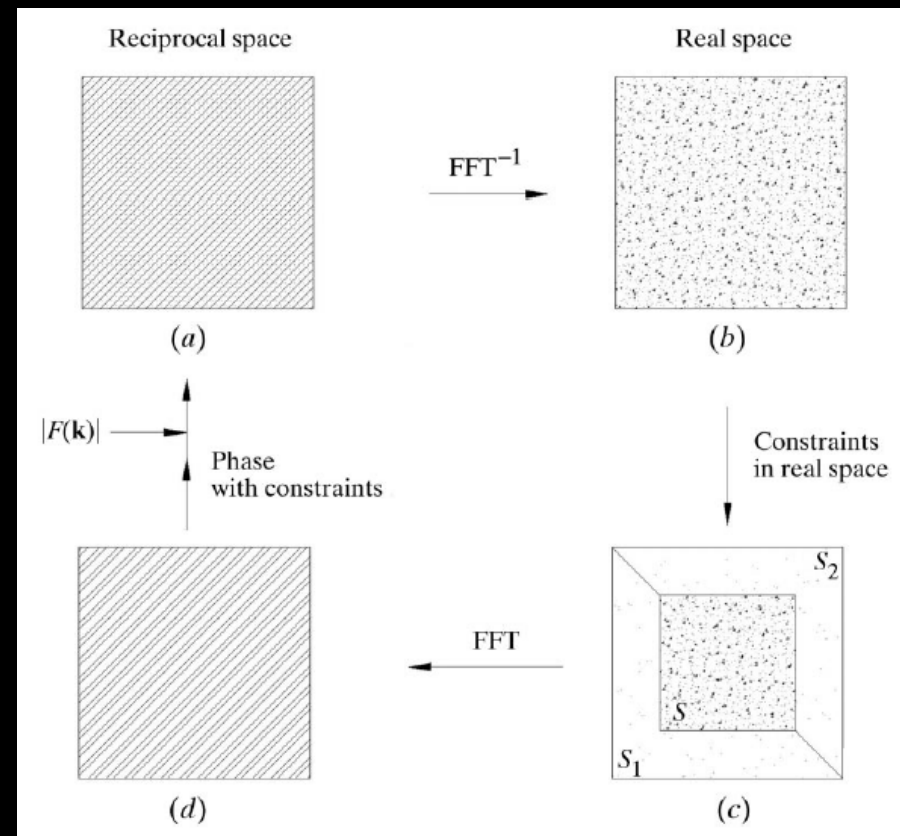 Reciprocal space
Real space
FFT⁻¹
(a)
(b)
|F(k)|
Phase
with constraints
Constraints
in real space
S₂
FFT
S
S₁
(d)
(c)